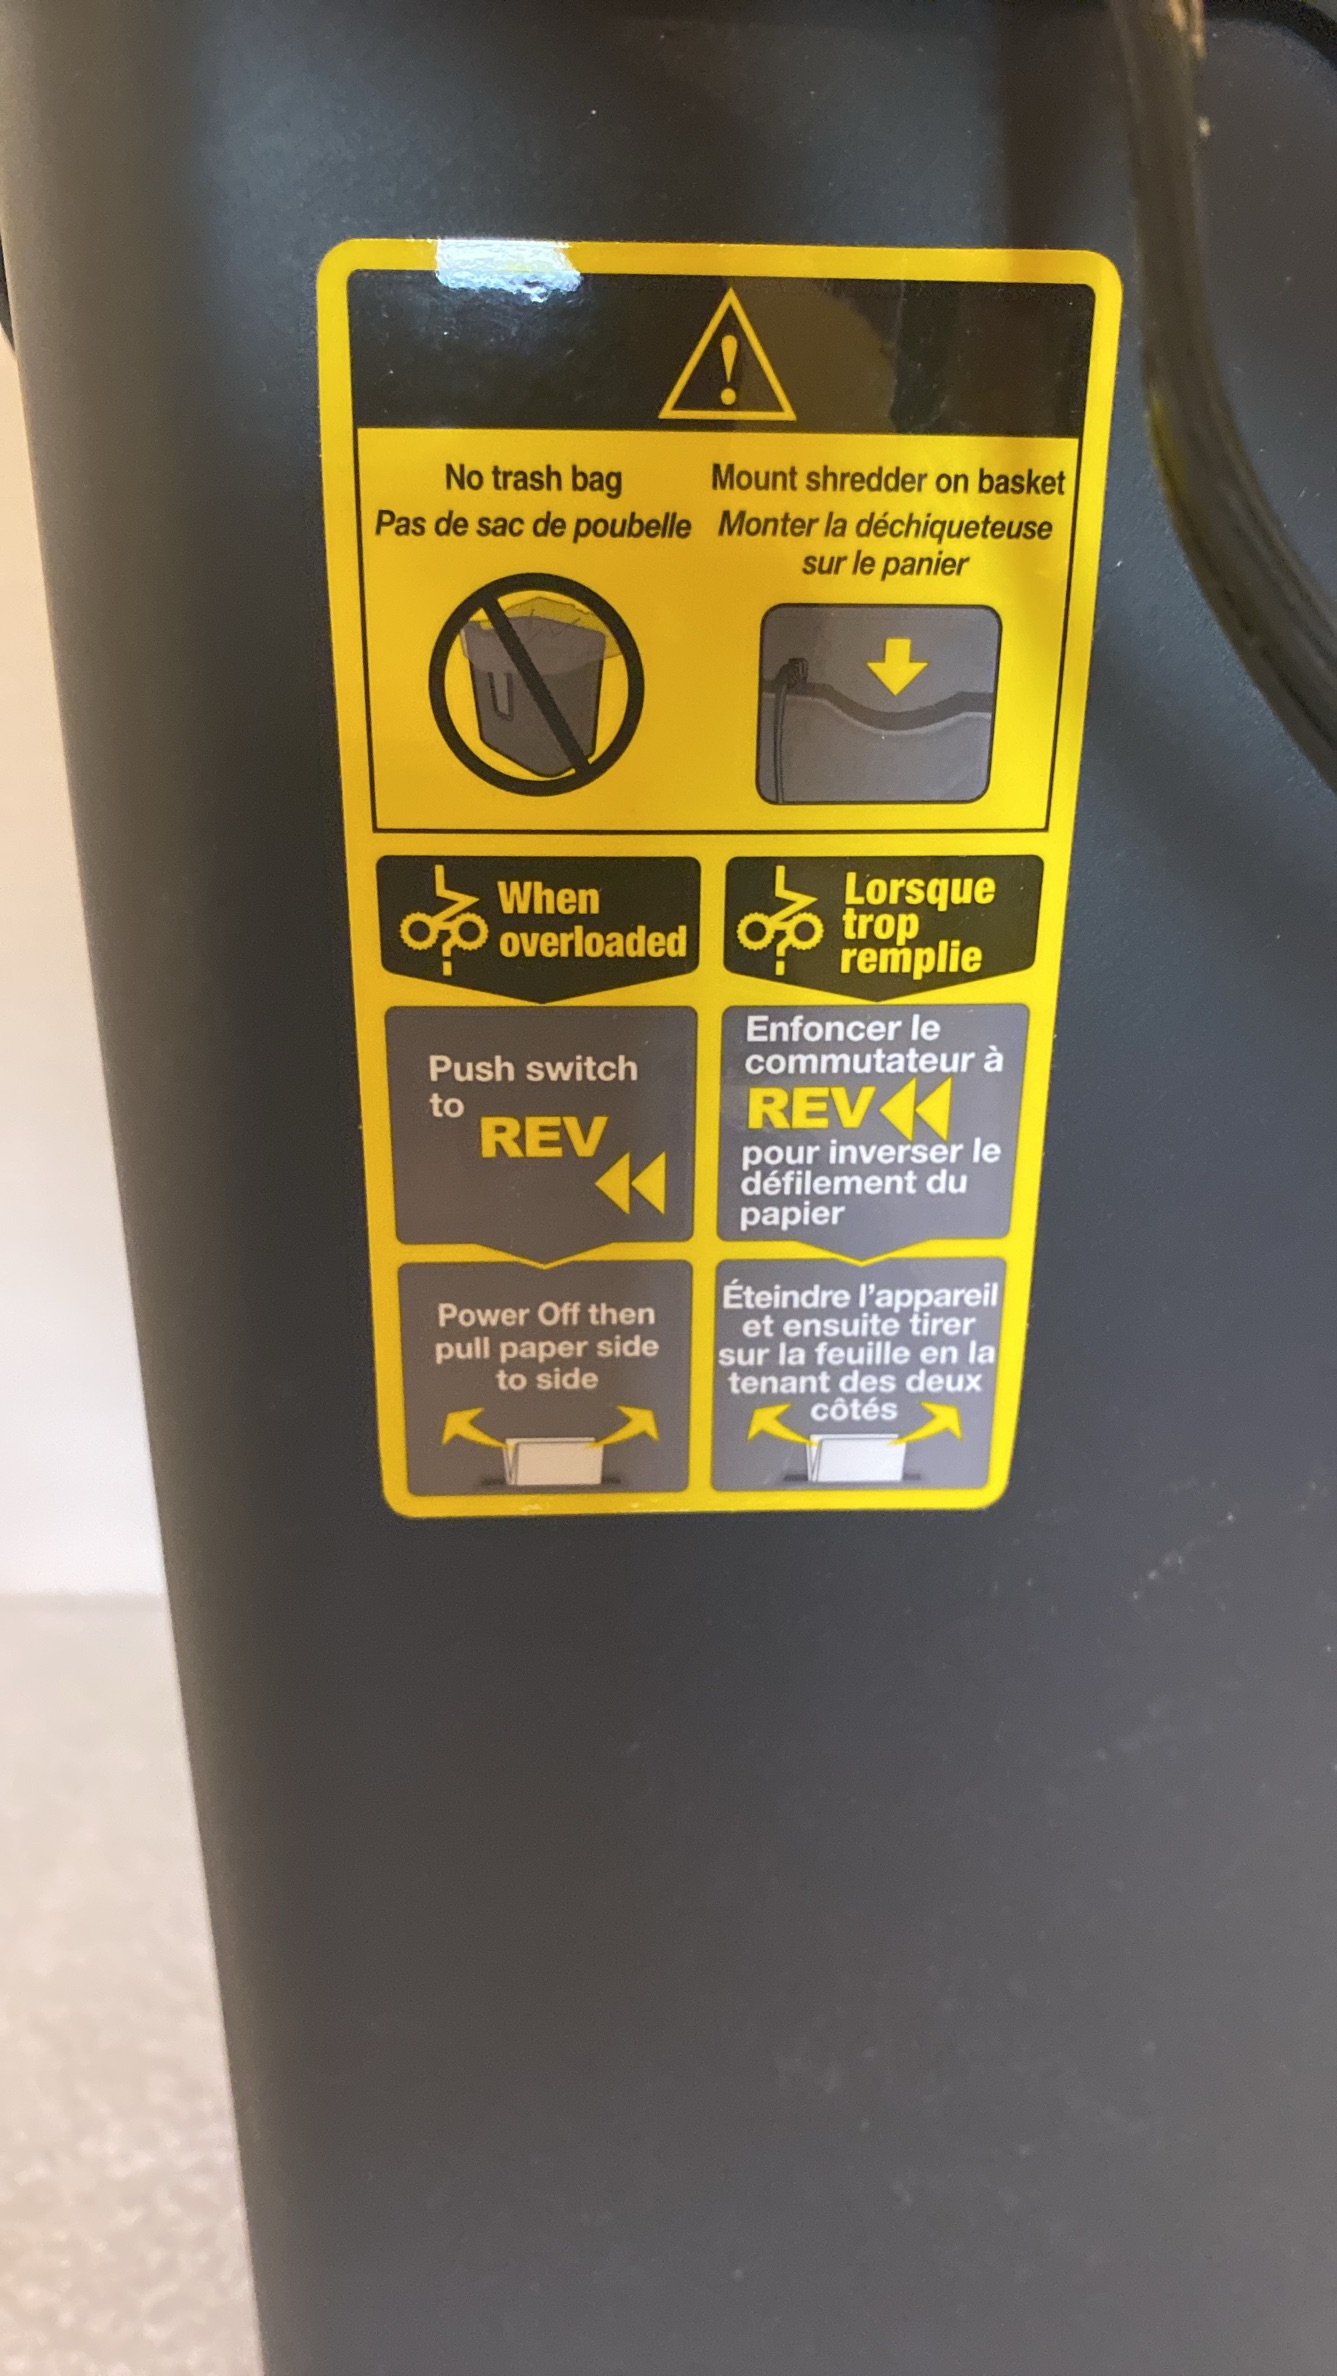 No trash bag
Pas de sac de poubelle
Mount shredder on basket
Monter la déchiqueteuse
sur le panier
When
overloaded
Push switch
to
REV
Power Off then
pull paper side
to side
Lorsque
trop
remplie
Enfoncer le
commutateur à
REV
pour inverser le
défilement du
papier
Éteindre l'appareil
et ensuite tirer
sur la feuille en la
tenant des deux
côtés